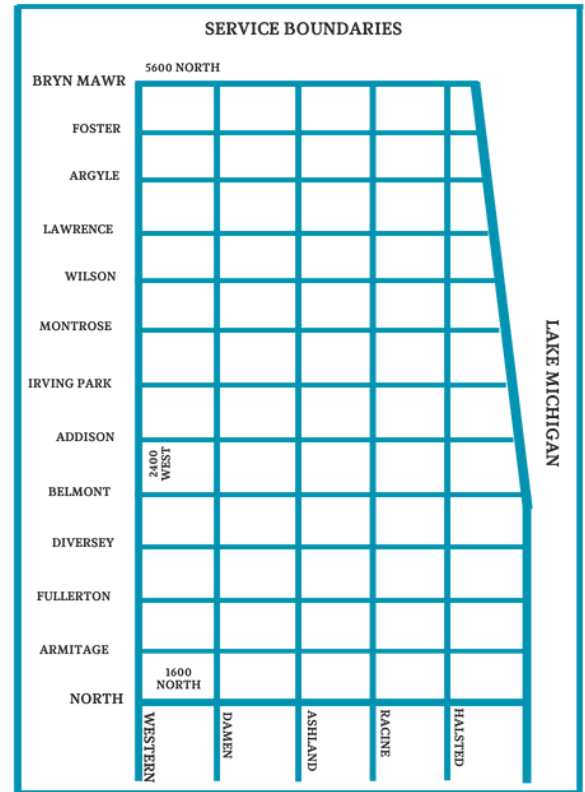 SERVICE BOUNDARIES
5600 NORTH
BRYN MAWR
FOSTER
ARGYLE
LAWRENCE
WILSON
MONTROSE
IRVING PARK
ADDISON
2400
WEST
BELMONT
DIVERSEY
FULLERTON
ARMITAGE
1600
NORTH
NORTH
WESTERN
DAMEN
ASHLAND
RACINE
HALSTED
LAKE MICHIGAN